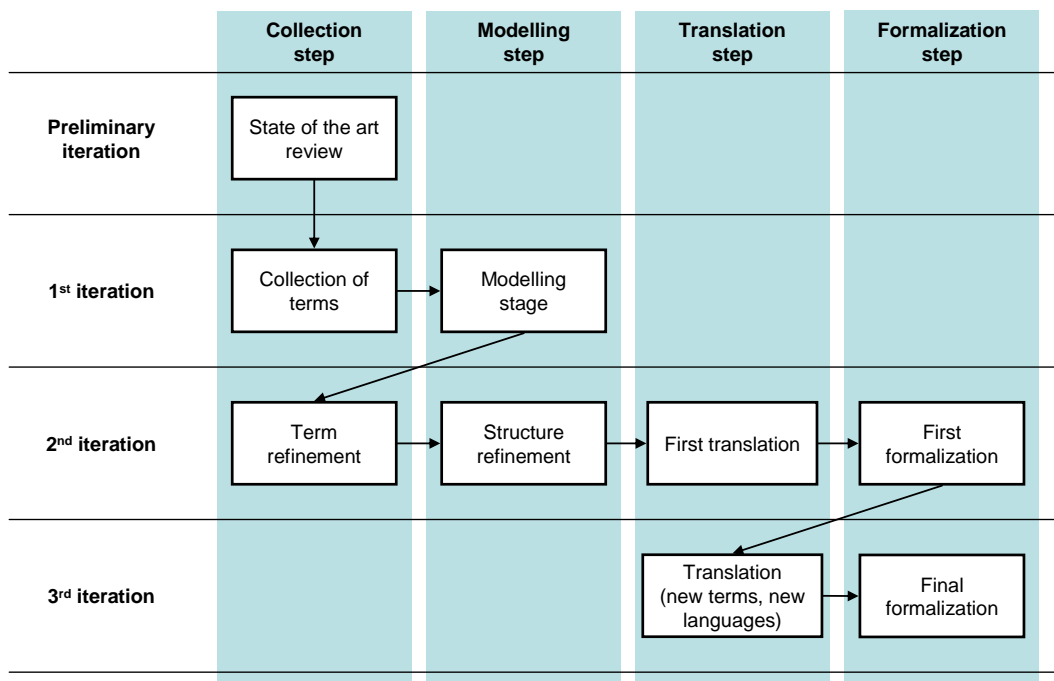 Collection
step
Modelling
step
Translation
step
Formalization
step
Preliminary
iteration
State of the art
review
1st iteration
Collection of
terms
Modelling
stage
2nd iteration
Term
refinement
Structure
refinement
First translation
First
formalization
3rd iteration
Translation
(new terms, new
languages)
Final
formalization